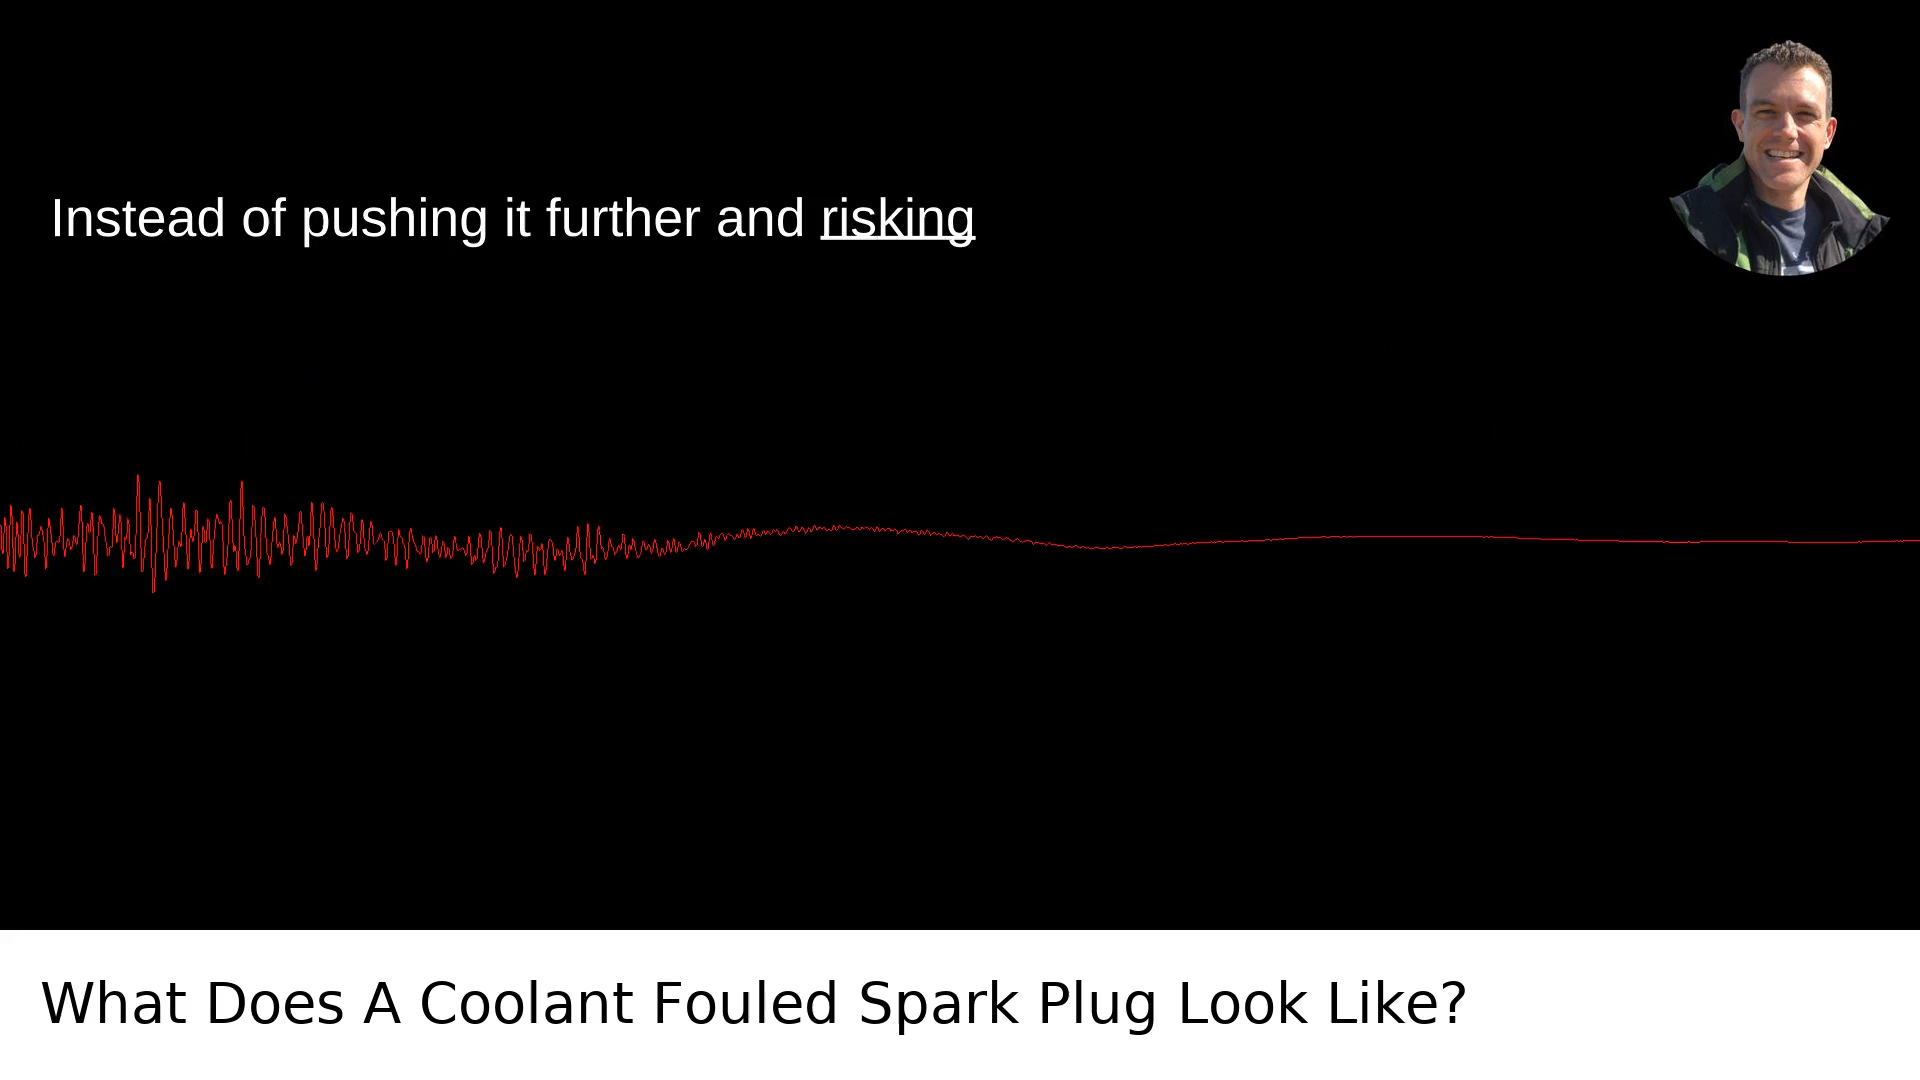 Instead of pushing it further and risking
What Does A Coolant Fouled Spark Plug Look Like?